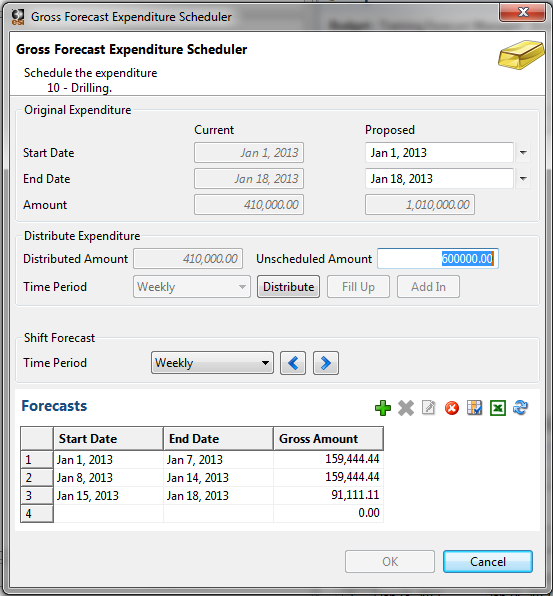 esi Gross Forecast Expenditure Scheduler
Gross Forecast Expenditure Scheduler
Schedule the expenditure
10 - Drilling.
Original Expenditure
Current Proposed
Start Date Jan 1, 2013 Jan 1, 2013
End Date Jan 18, 2013 Jan 18, 2013
Amount 410,000.00 1,010,000.00
Distribute Expenditure
Distributed Amount 410,000.00 Unscheduled Amount 600000.00
Time Period Weekly Distribute Fill Up Add In
Shift Forecast
Time Period Weekly
Forecasts
Start Date End Date Gross Amount
1 Jan 1, 2013 Jan 7, 2013 159,444.44
2 Jan 8, 2013 Jan 14, 2013 159,444.44
3 Jan 15, 2013 Jan 18, 2013 91,111.11
4 0.00
OK Cancel